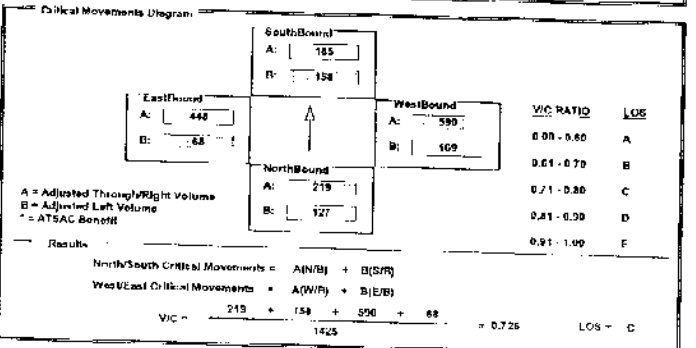 Critical Movements Diagram
SouthBound
A: 185
B: 158
EastBound
A: 448
B: 68
WestBound
A: 590
B: 169
NorthBound
A: 219
B: 127
V/C RATIO LOS
0.00 - 0.60 A
0.61 - 0.70 B
0.71 - 0.80 C
0.81 - 0.90 D
0.91 - 1.00 E
A = Adjusted Through/Right Volume
B = Adjusted Left Volume
* = ATSAC Benefit
Results
North/South Critical Movements = A(N/B) + B(S/B)
West/East Critical Movements = A(W/B) + B(E/B)
219 + 158 + 590 + 68
V/C = = 0.726 LOS = C
1425